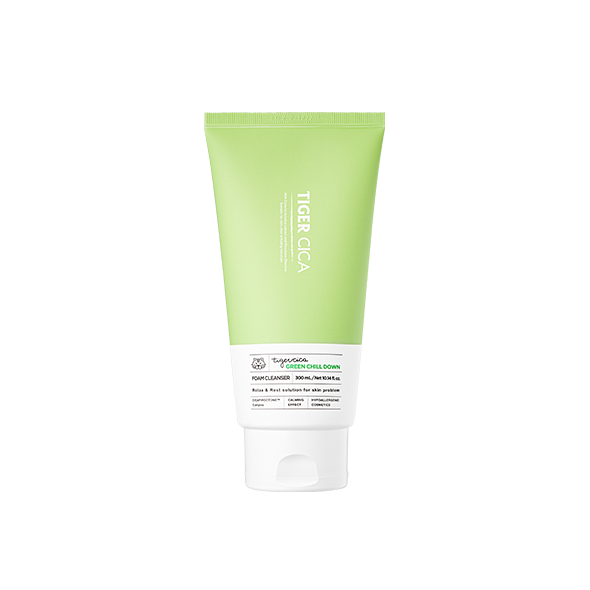 TIGER CICA
tigercica
GREEN CHILL DOWN
FOAM CLEANSER 300 mL/Net 10.14 fl.oz.
Relax & Rest solution for skin problem
CALMING EFFECT
HYPOALLERGENIC COSMETICS